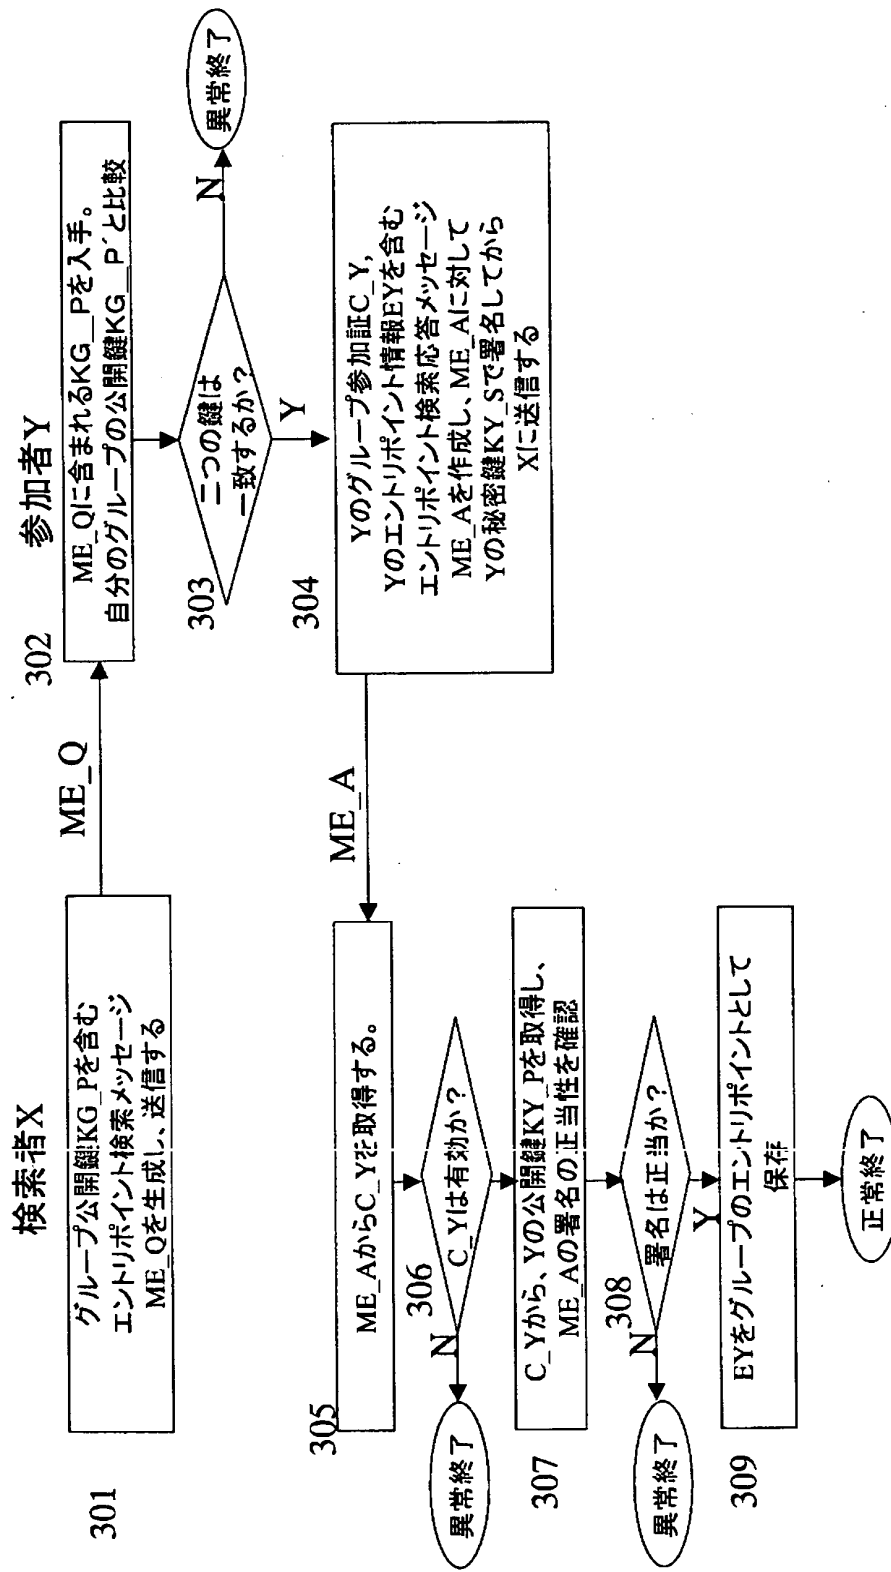 検索者X
301
グループ公開鍵KG_Pを含む
エントリポイント検索メッセージ
ME_Qを生成し、送信する
ME_Q
参加者Y
302
ME_Qに含まれるKG_Pを入手。
自分のグループの公開鍵KG_P´と比較
303
二つの鍵は
一致するか？
N
異常終了
Y
304
Yのグループ参加証C_Y,
Yのエントリポイント情報EYを含む
エントリポイント検索応答メッセージ
ME_Aを作成し、ME_Aに対して
Yの秘密鍵KY_Sで署名してから
Xに送信する
ME_A
305
ME_AからC_Yを取得する。
306
C_Yは有効か？
N
異常終了
307
C_Yから、Yの公開鍵KY_Pを取得し、
ME_Aの署名の正当性を確認
308
署名は正当か？
N
異常終了
Y
309
EYをグループのエントリポイントとして
保存
正常終了